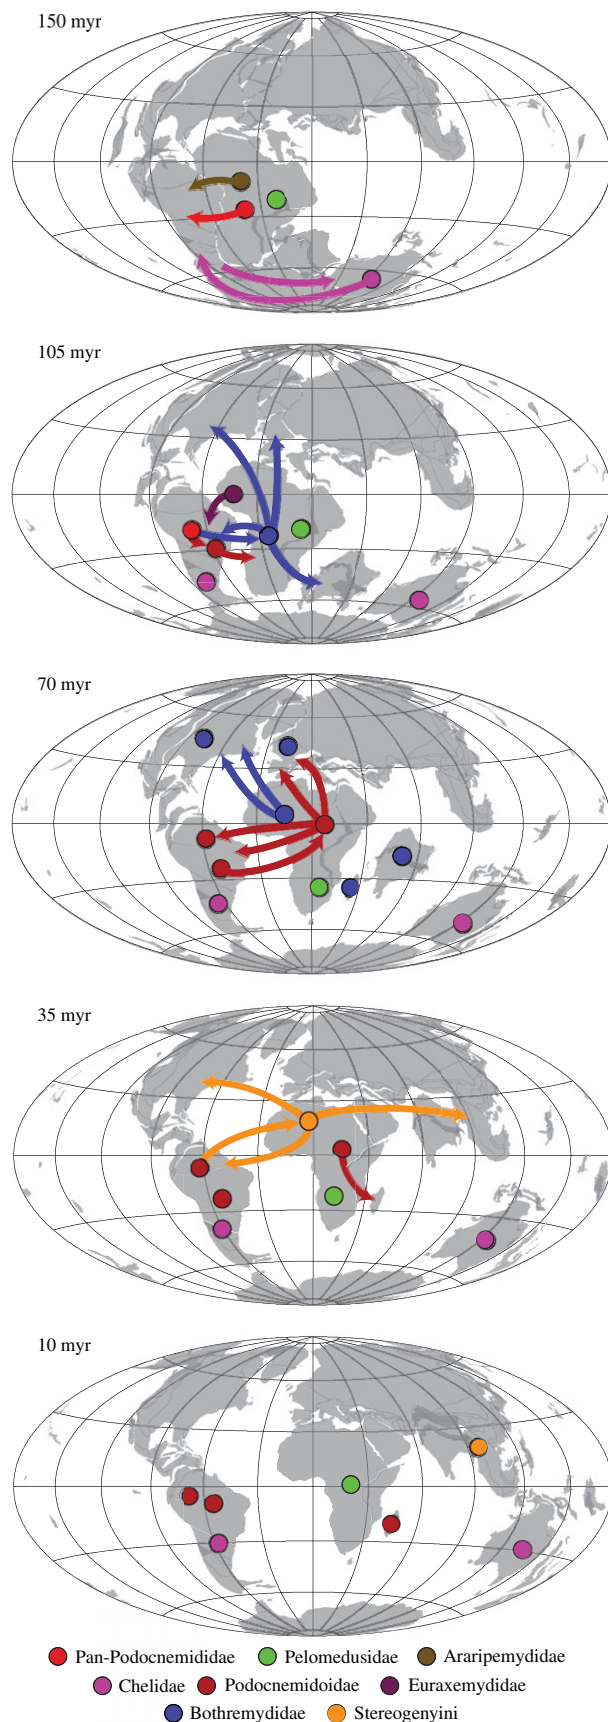 150 myr
105 myr
70 myr
35 myr
10 myr
Pan-Podocnemididae Pelomedusidae Araripemydidae
Chelidae Podocnemidoidae Euraxemydidae
Bothremydidae Stereogenyini